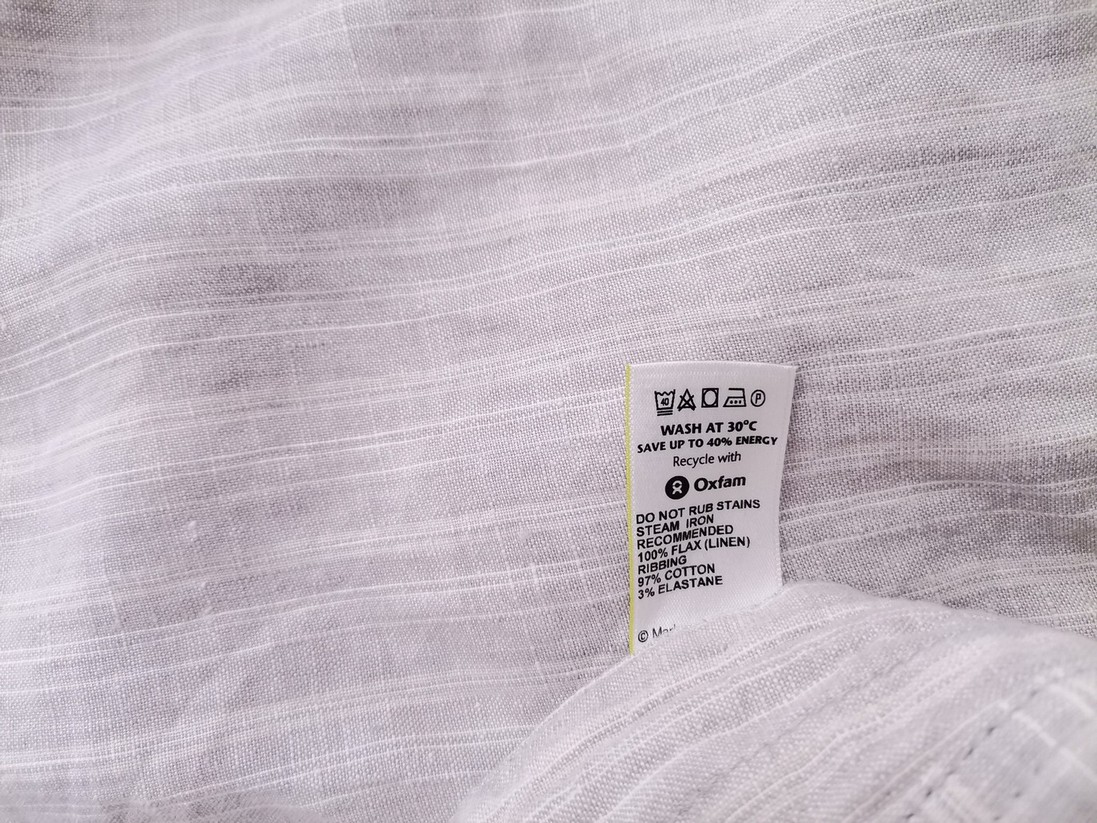 40 P
WASH AT 30°C
SAVE UP TO 40% ENERGY
Recycle with
Oxfam
DO NOT RUB STAINS
STEAM IRON
RECOMMENDED
100% FLAX (LINEN)
RIBBING
97% COTTON
3% ELASTANE
©